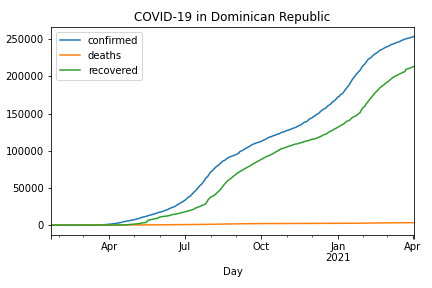 COVID-19 in Dominican Republic
confirmed
deaths
recovered
250000
200000
150000
100000
50000
0
Apr Jul Oct Jan Apr
2021
Day